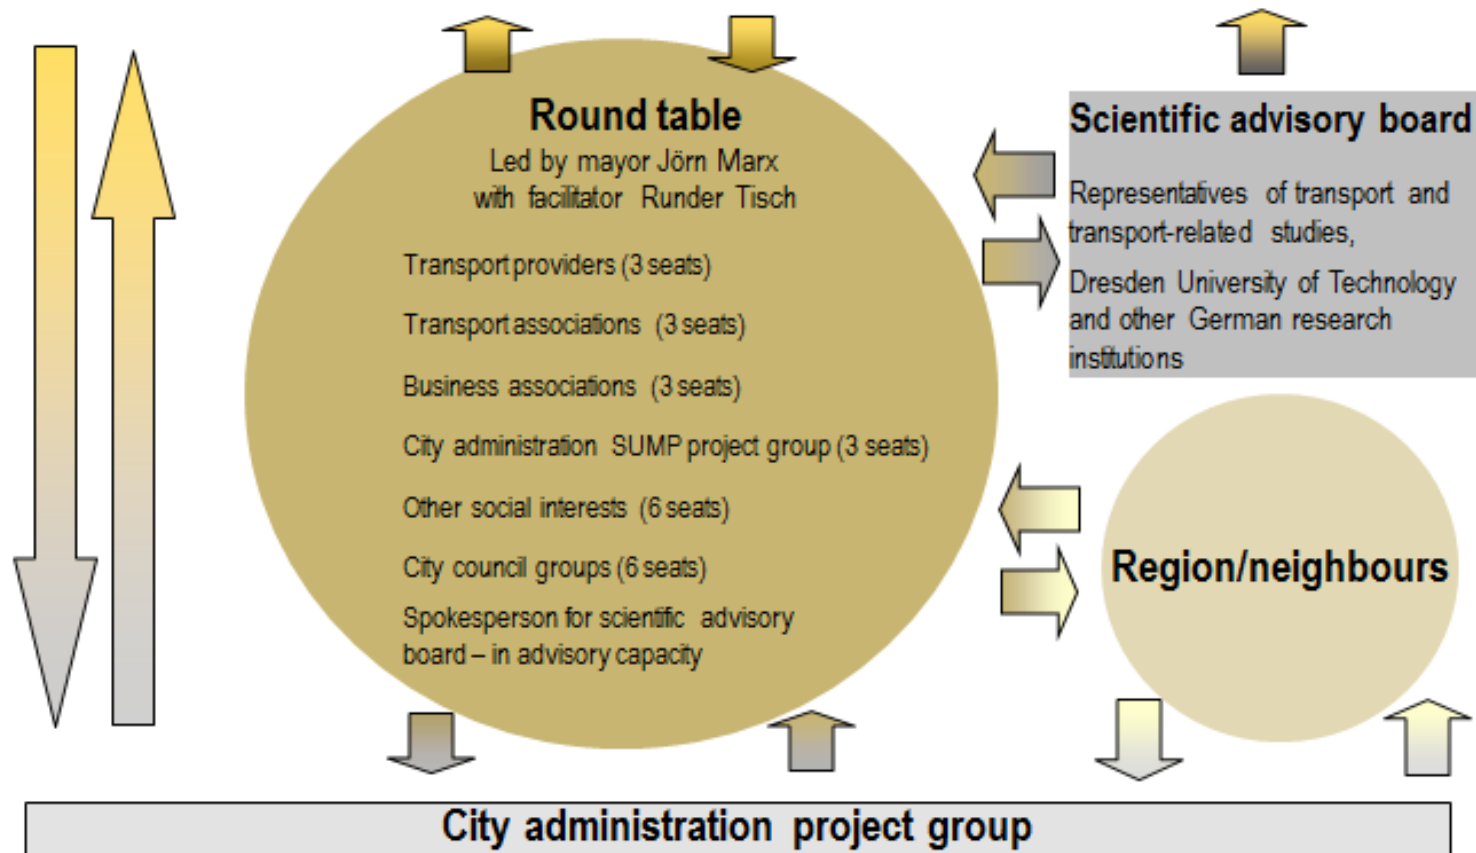 Round table
Led by mayor Jörn Marx
with facilitator Runder Tisch
Transport providers (3 seats)
Transport associations (3 seats)
Business associations (3 seats)
City administration SUMP project group (3 seats)
Other social interests (6 seats)
City council groups (6 seats)
Spokesperson for scientific advisory
board – in advisory capacity
Scientific advisory board
Representatives of transport and
transport-related studies,
Dresden University of Technology
and other German research
institutions
Region/neighbours
City administration project group